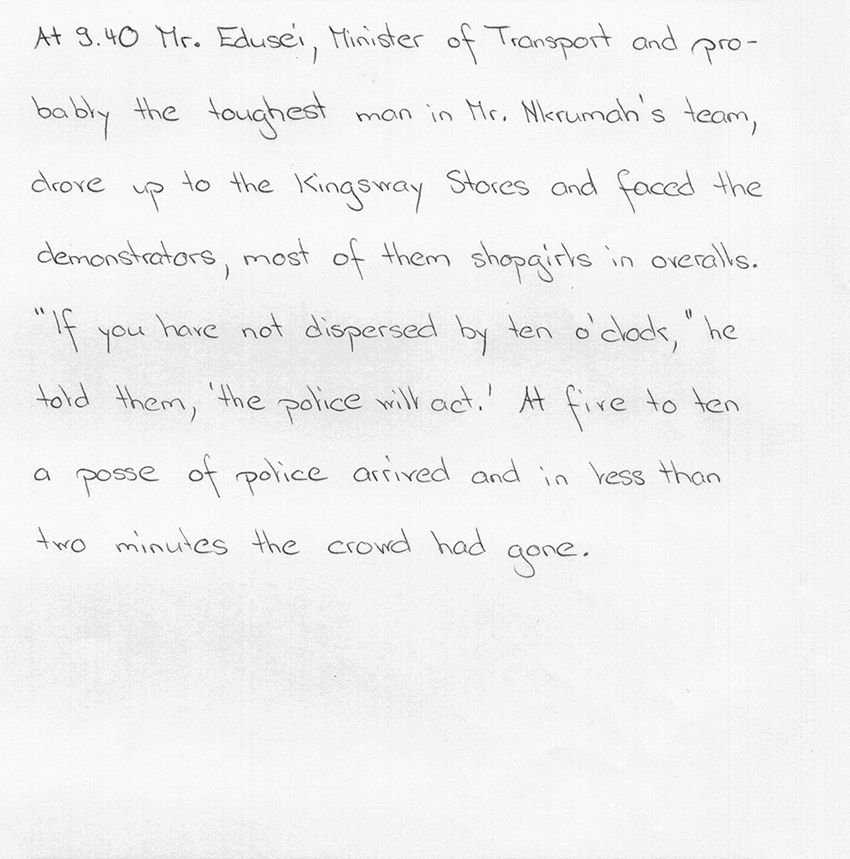 At 9.40 Mr. Edusei, Minister of Transport and pro-
bably the toughest man in Mr. Nkrumah's team,
drove up to the Kingsway Stores and faced the
demonstrators, most of them shopgirls in overalls.
"If you have not dispersed by ten o'clock," he
told them, 'the police will act.' At five to ten
a posse of police arrived and in less than
two minutes the crowd had gone.